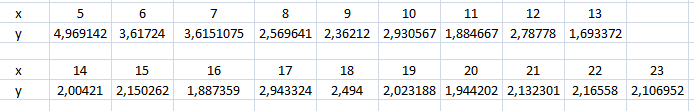 x 5 6 7 8 9 10 11 12 13
y 4,969142 3,61724 3,6151075 2,569641 2,36212 2,930567 1,884667 2,78778 1,693372
x 14 15 16 17 18 19 20 21 22 23
y 2,00421 2,150262 1,887359 2,943324 2,494 2,023188 1,944202 2,132301 2,16558 2,106952